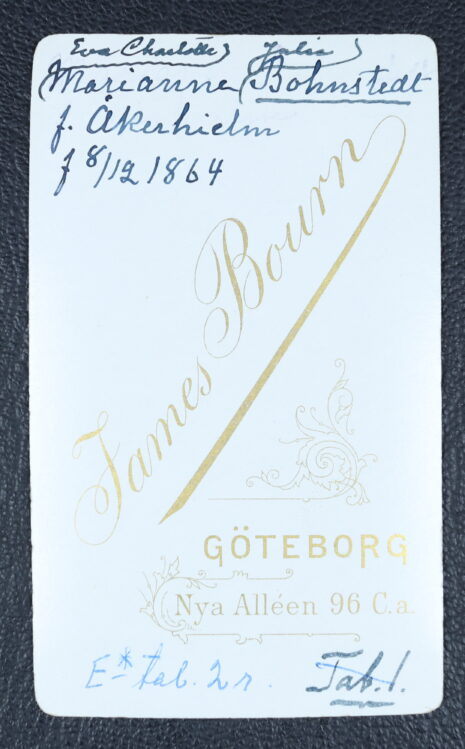 Eva Charlotte) Julia)
(Marianne (Bohnstedt
f. Åkerhielm
f 8/12 1864
James Bourn
GÖTEBORG
Nya Alléen 96 C.a.
E* tab. 2 r. Tab. 1.